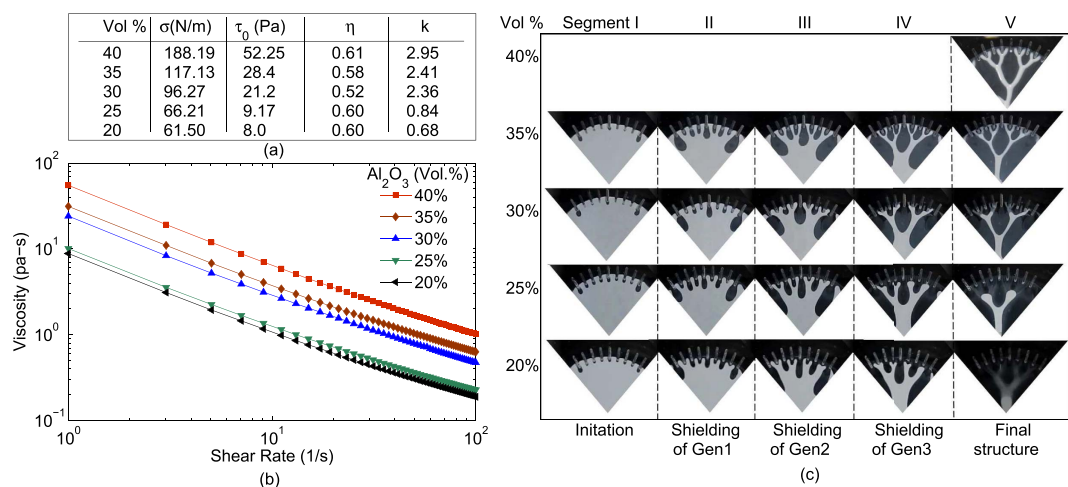 Vol % σ(N/m) τ0 (Pa) η k
40 188.19 52.25 0.61 2.95
35 117.13 28.4 0.58 2.41
30 96.27 21.2 0.52 2.36
25 66.21 9.17 0.60 0.84
20 61.50 8.0 0.60 0.68
(a)
10^2
10^1
10^0
10^-1
Viscosity (pa-s)
Al2O3 (Vol.%)
40%
35%
30%
25%
20%
10^0 10^1 10^2
Shear Rate (1/s)
(b)
Vol % Segment I II III IV V
40%
35%
30%
25%
20%
Initation Shielding of Gen1 Shielding of Gen2 Shielding of Gen3 Final structure
(c)